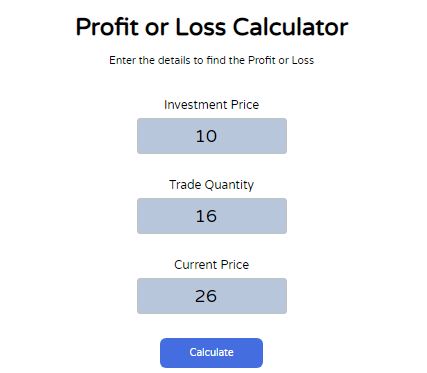 Profit or Loss Calculator
Enter the details to find the Profit or Loss
Investment Price
10
Trade Quantity
16
Current Price
26
Calculate